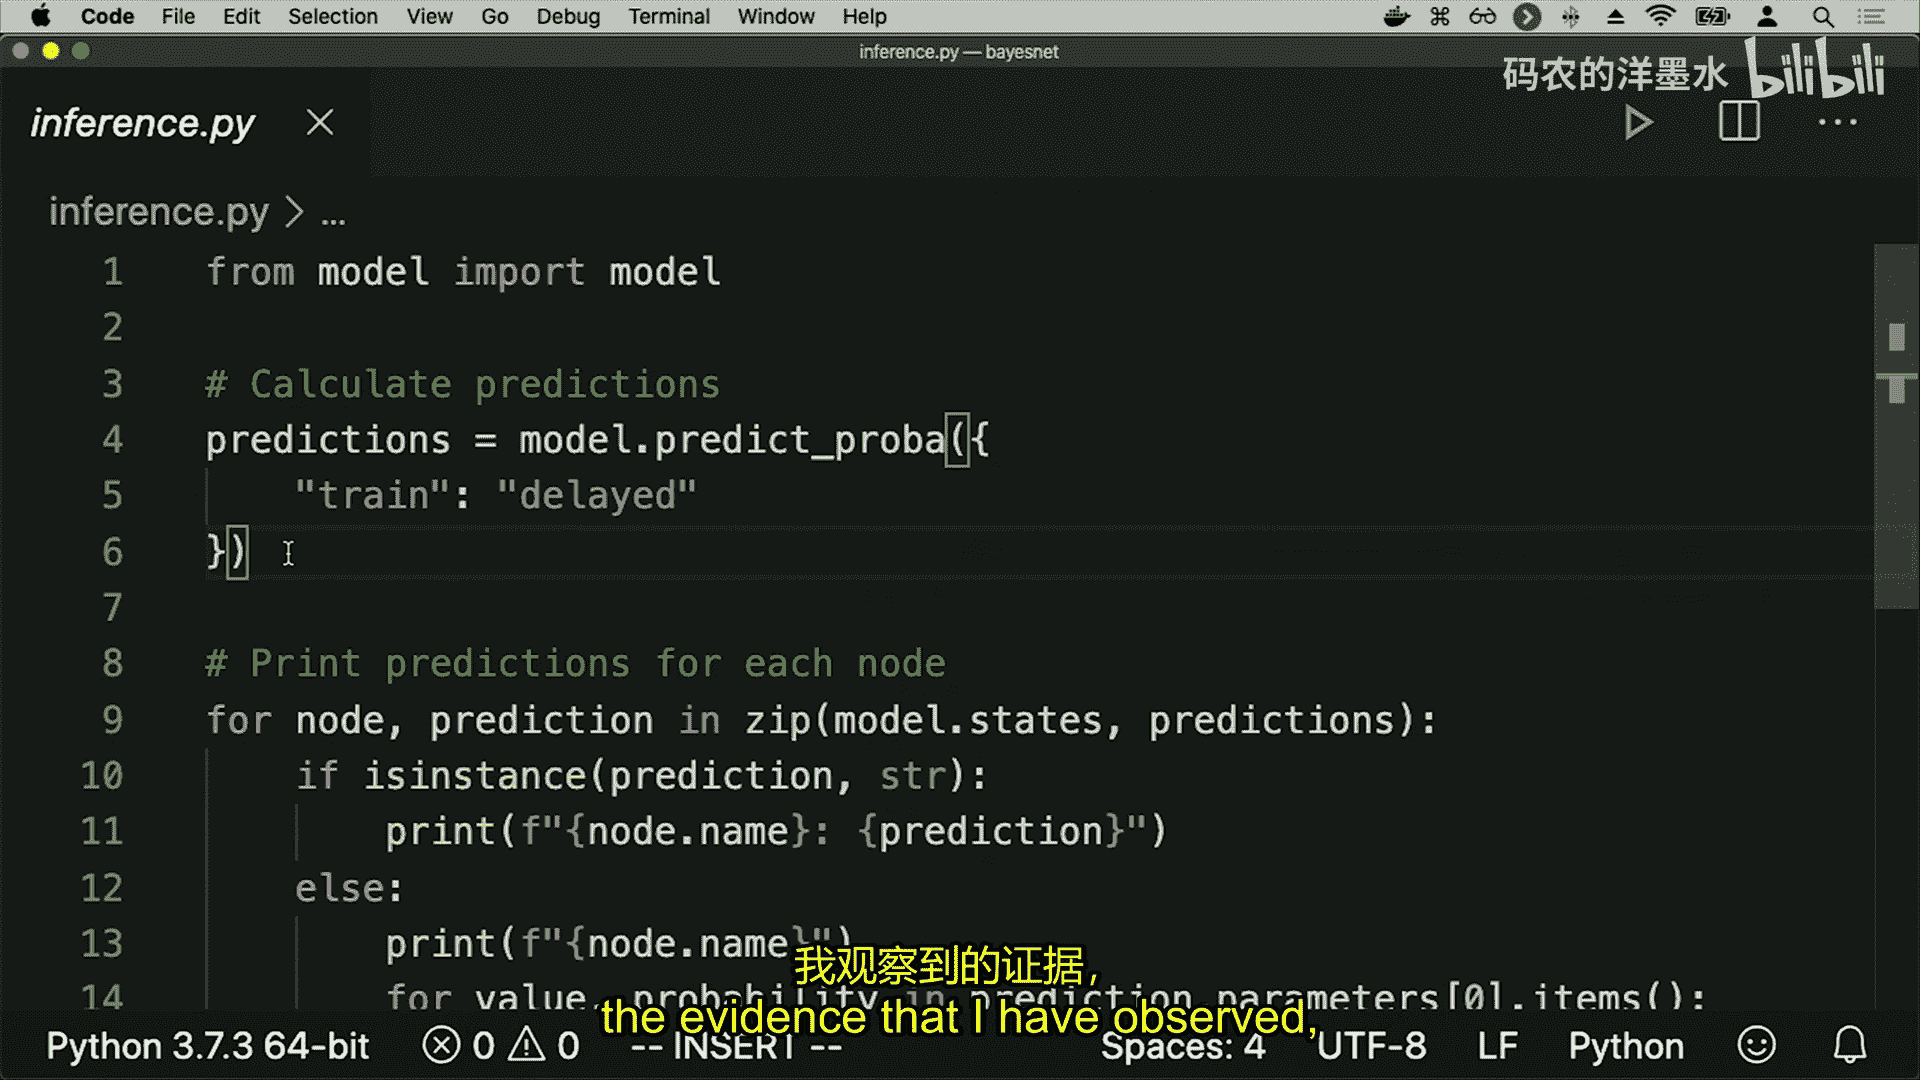 Code File Edit Selection View Go Debug Terminal Window Help
inference.py — bayesnet
码农的洋墨水 bilibili
inference.py
inference.py > ...
1 from model import model
2
3 # Calculate predictions
4 predictions = model.predict_proba({
5 "train": "delayed"
6 })
7
8 # Print predictions for each node
9 for node, prediction in zip(model.states, predictions):
10 if isinstance(prediction, str):
11 print(f"{node.name}: {prediction}")
12 else:
13 print(f"{node.name}")
14 for value, probability in prediction.parameters[0].items():
我观察到的证据,
the evidence that I have observed,
Python 3.7.3 64-bit 0 0 -- INSERT -- Spaces: 4 UTF-8 LF Python